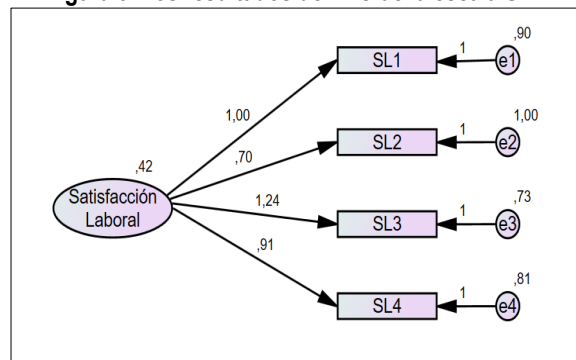 ,90
SL1
1
e1
1,00
1,00
SL2
1
e2
,70
,42
Satisfacción
Laboral
1,24
,73
SL3
1
e3
,91
,81
SL4
1
e4